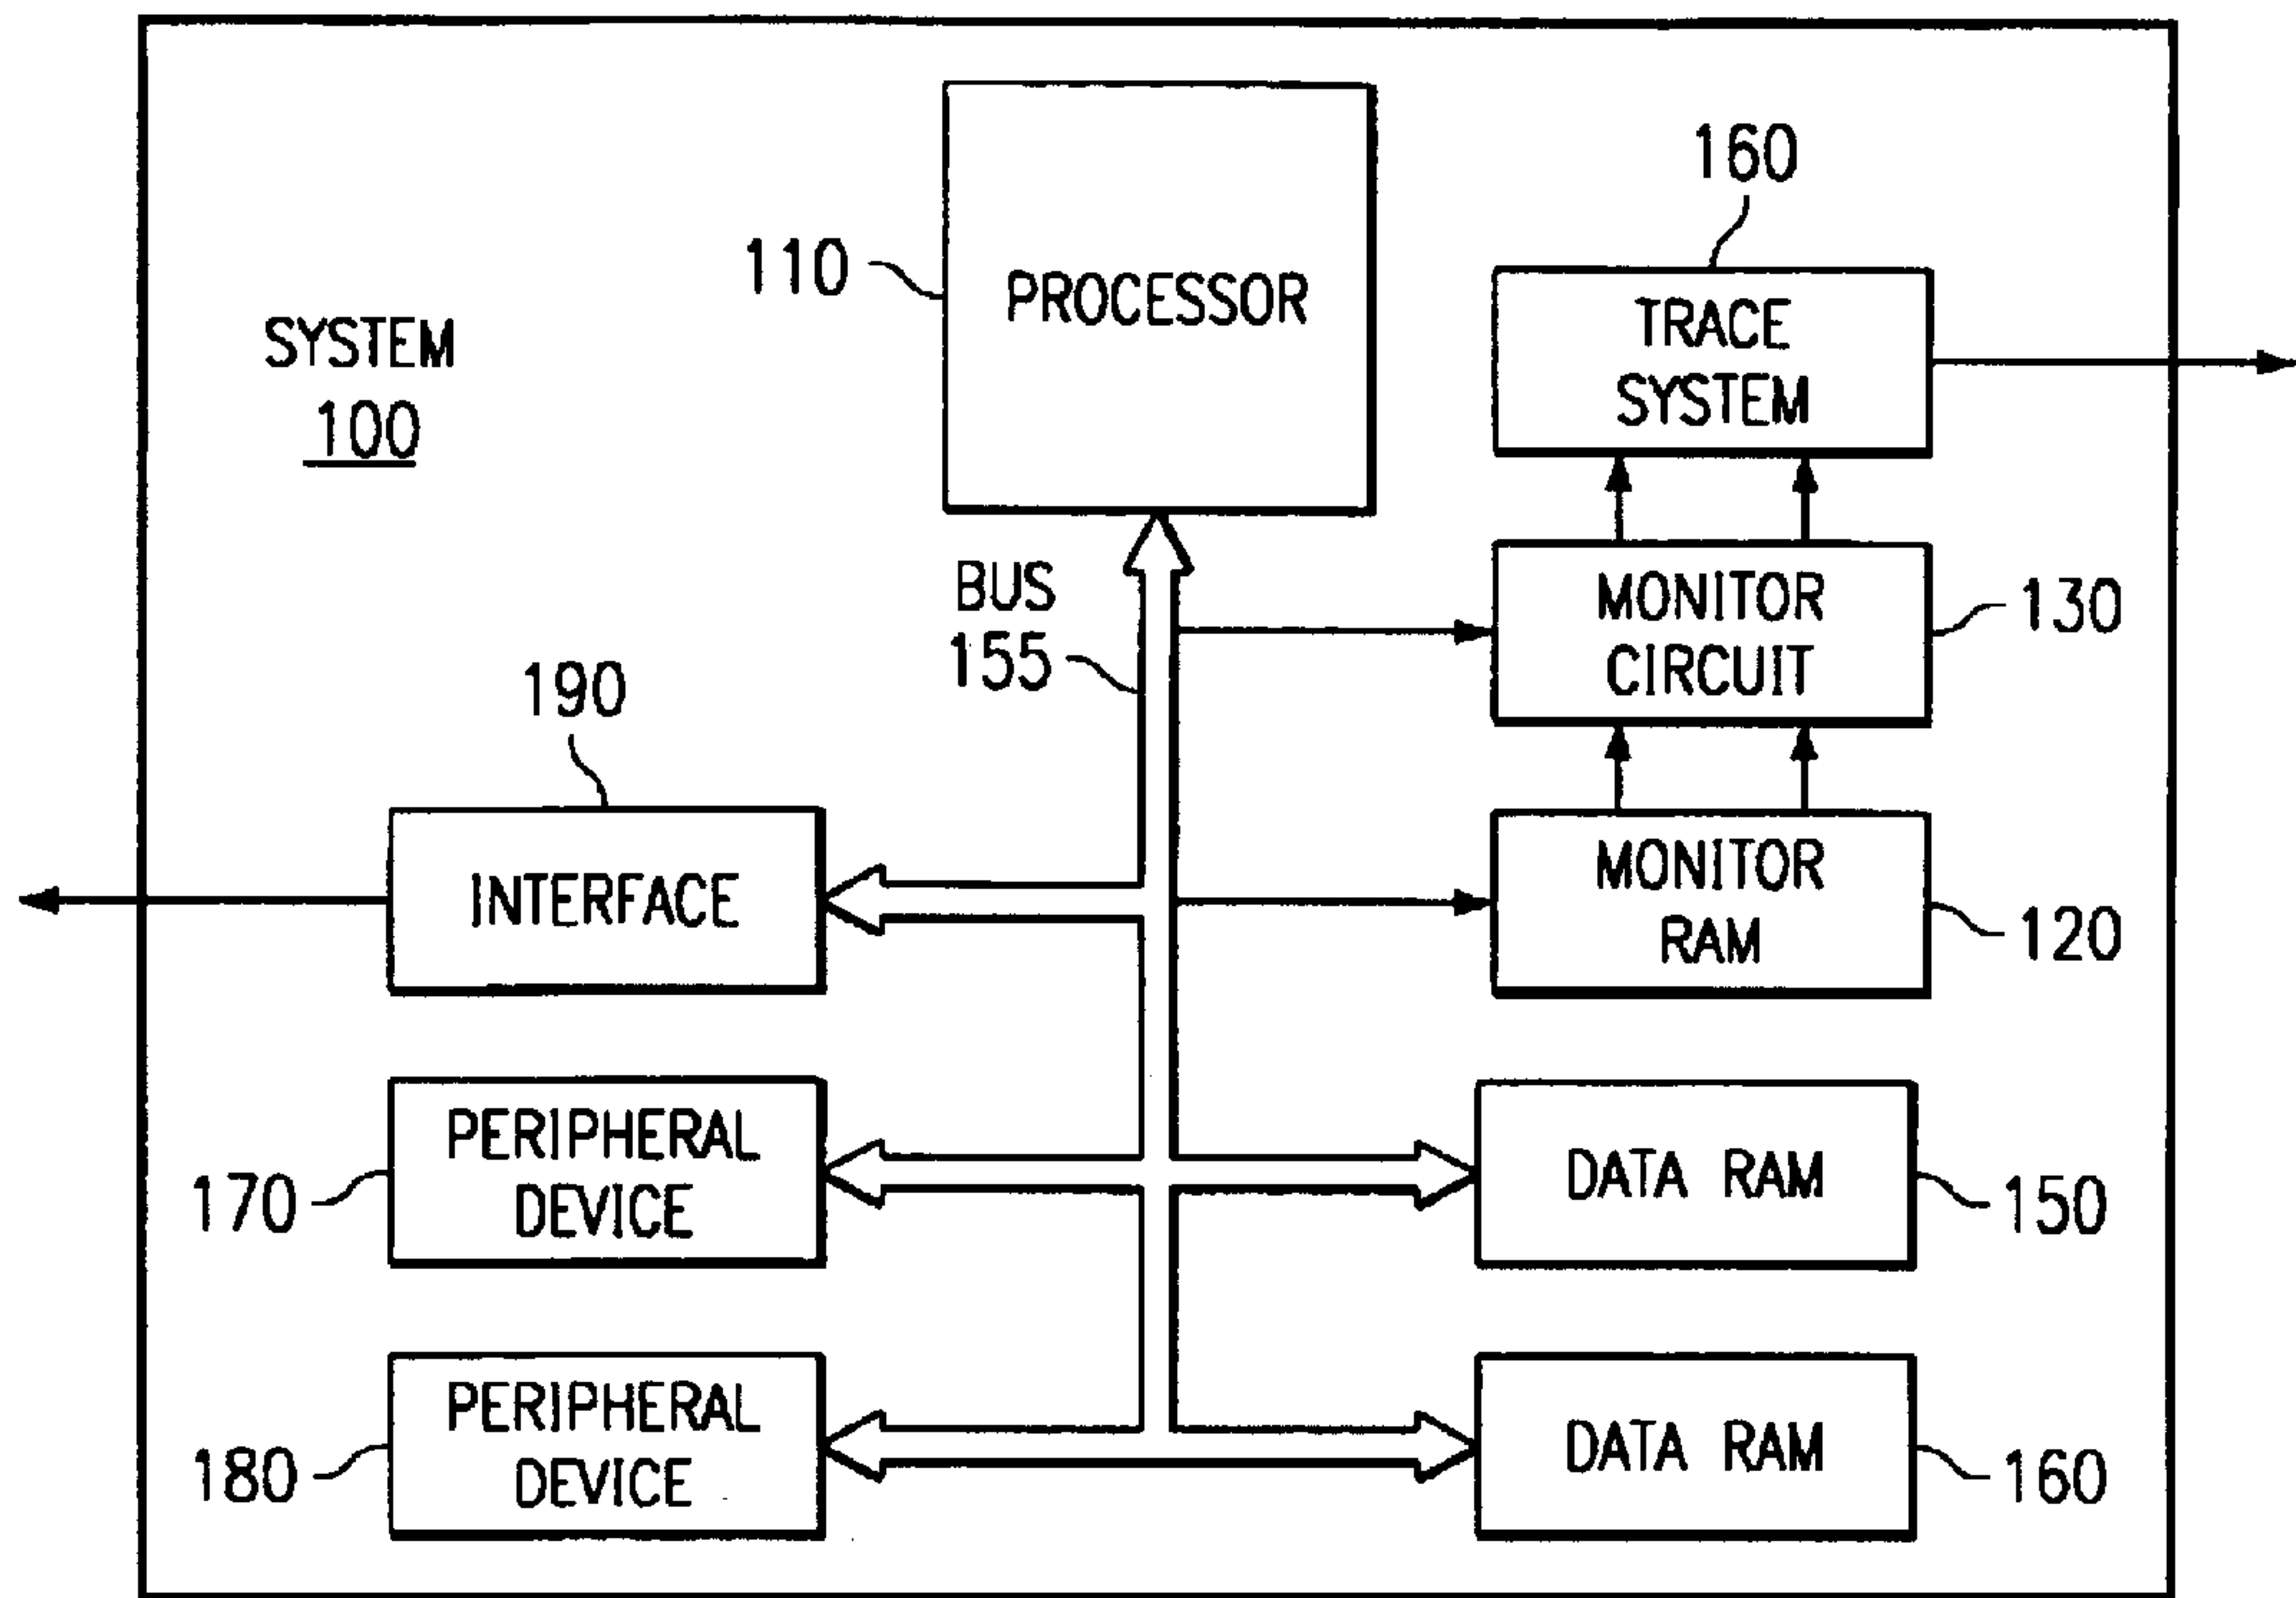 SYSTEM
100
110
PROCESSOR
160
TRACE
SYSTEM
BUS
155
MONITOR
CIRCUIT
130
190
INTERFACE
MONITOR
RAM
120
170
PERIPHERAL
DEVICE
DATA RAM
150
180
PERIPHERAL
DEVICE
DATA RAM
160